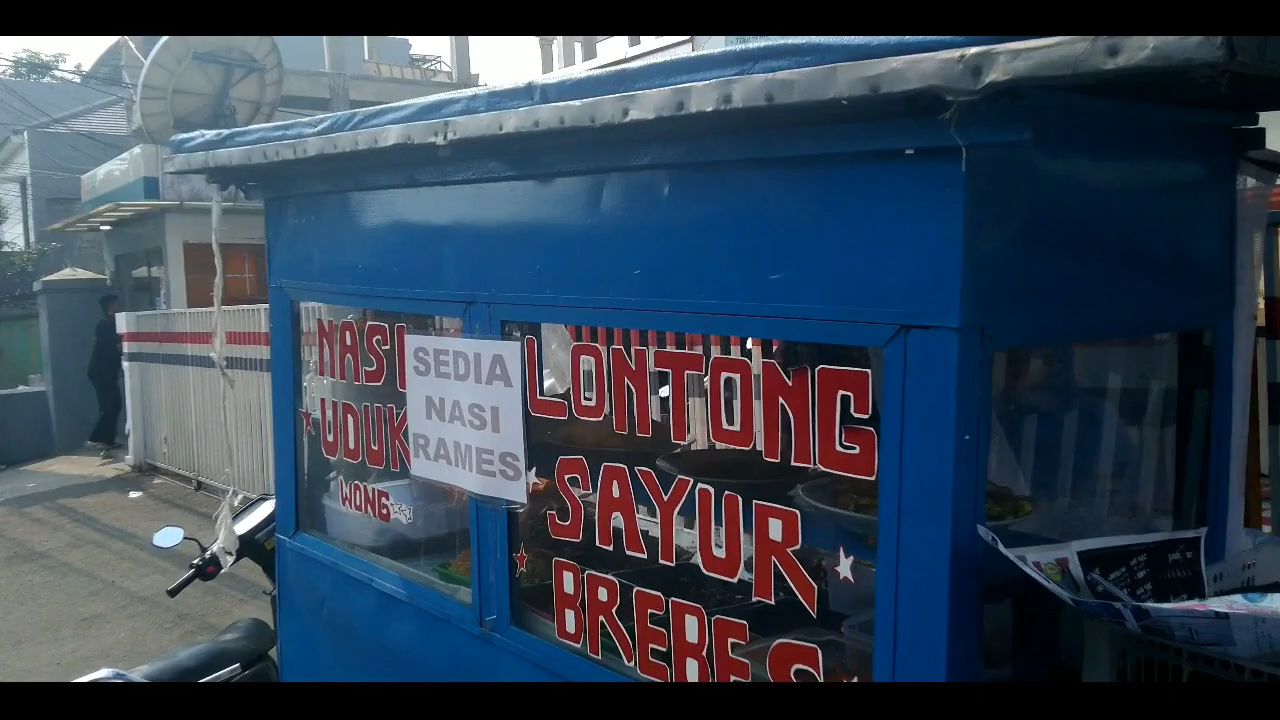 NASI
UDUK
WONG
SEDIA
NASI
RAMES
LONTONG
SAYUR
BREBES